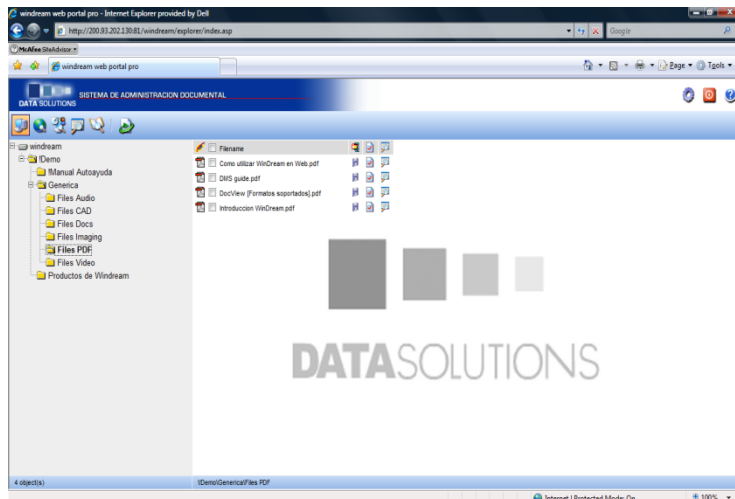 windream web portal pro - Internet Explorer provided by Dell
http://200.93.202.130:81/windream/explorer/index.asp
Google
McAfee SiteAdvisor
windream web portal pro
Page
Tools
DATA SOLUTIONS
SISTEMA DE ADMINISTRACION DOCUMENTAL
windream
!Demo
!Manual Autoayuda
Generica
Files Audio
Files CAD
Files Docs
Files Imaging
Files PDF
Files Video
Productos de Windream
Filename
Como utilizar WinDream en Web.pdf
DMS guide.pdf
DocView [Formatos soportados].pdf
Introduccion WinDream.pdf
DATASOLUTIONS
4 object(s)
\!Demo\Generica\Files PDF
Internet | Protected Mode: On
100%